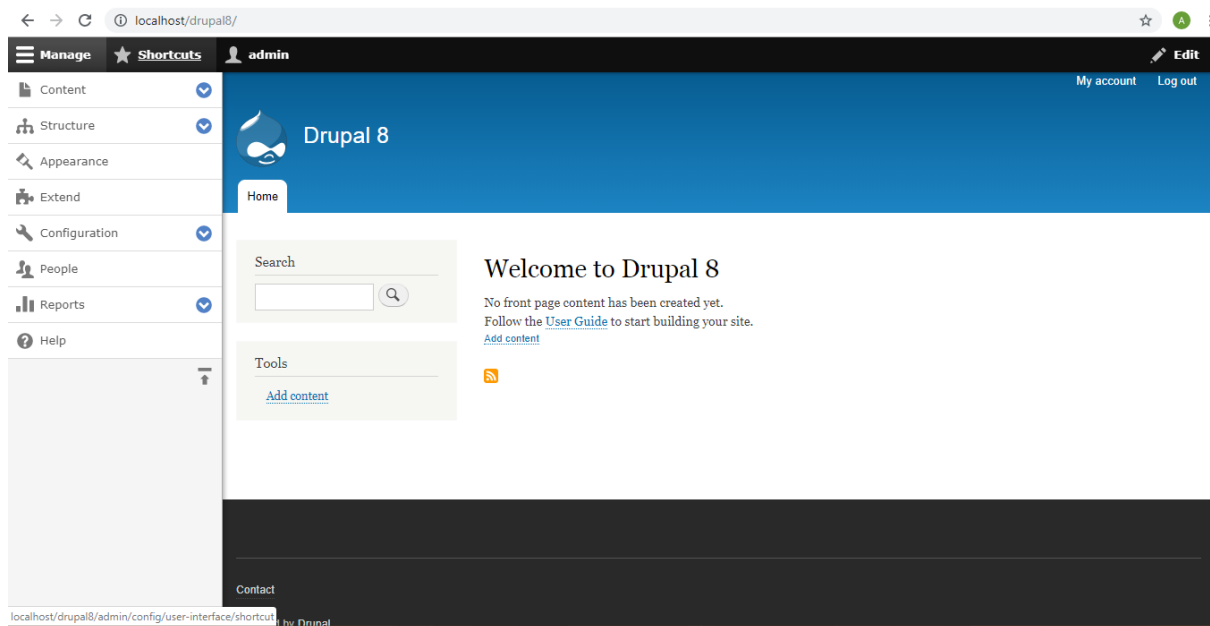 localhost/drupal8/
A
Manage Shortcuts admin Edit
My account Log out
Content
Structure
Appearance
Extend
Configuration
People
Reports
Help
Drupal 8
Home
Search
Tools
Add content
Welcome to Drupal 8
No front page content has been created yet.
Follow the User Guide to start building your site.
Add content
Contact
by Drupal
localhost/drupal8/admin/config/user-interface/shortcut